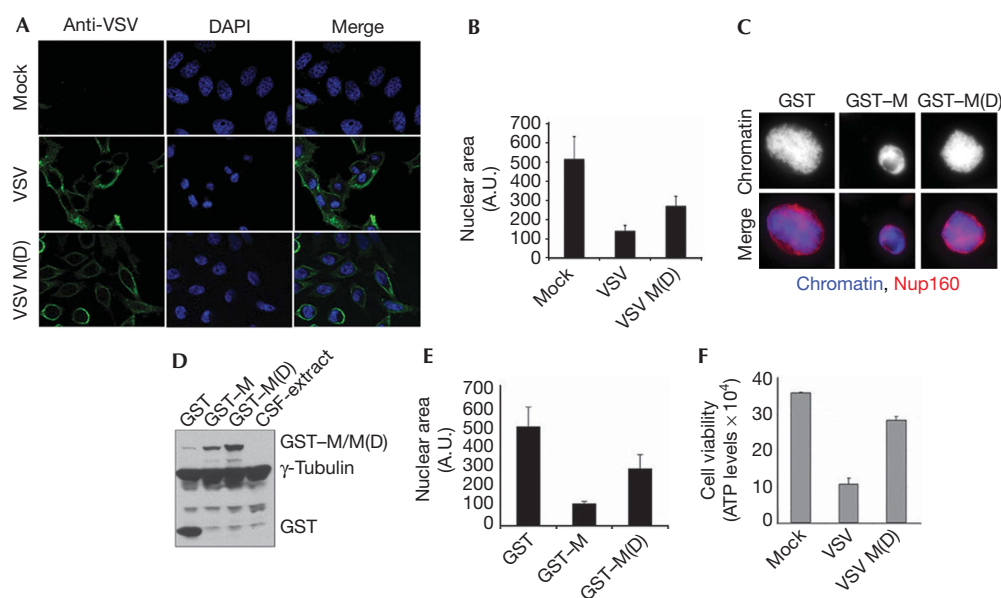 A
Anti-VSV DAPI Merge
Mock
VSV
VSV M(D)
B
Nuclear area
(A.U.)
700
600
500
400
300
200
100
0
Mock
VSV
VSV M(D)
C
GST GST–M GST–M(D)
Chromatin
Merge
Chromatin, Nup160
D
GST
GST–M
GST–M(D)
CSF-extract
GST–M/M(D)
γ-Tubulin
GST
E
Nuclear area
(A.U.)
700
600
500
400
300
200
100
0
GST
GST–M
GST–M(D)
F
Cell viability
(ATP levels × 10⁴)
40
30
20
10
0
Mock
VSV
VSV M(D)